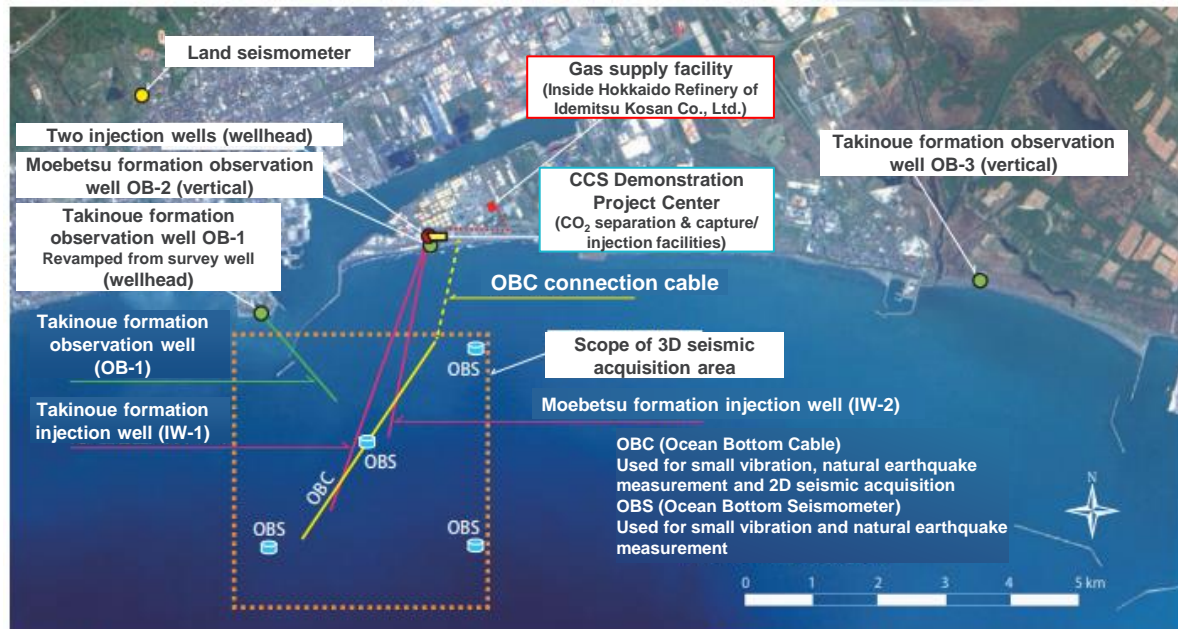 Land seismometer
Gas supply facility
(Inside Hokkaido Refinery of
Idemitsu Kosan Co., Ltd.)
Two injection wells (wellhead)
Moebetsu formation observation
well OB-2 (vertical)
Takinoue formation observation
well OB-3 (vertical)
CCS Demonstration
Project Center
(CO₂ separation & capture/
injection facilities)
Takinoue formation
observation well OB-1
Revamped from survey well
(wellhead)
OBC connection cable
Takinoue formation
observation well
(OB-1)
Scope of 3D seismic
acquisition area
OBS
Takinoue formation
injection well (IW-1)
Moebetsu formation injection well (IW-2)
OBS
OBC
OBS
OBS
OBC (Ocean Bottom Cable)
Used for small vibration, natural earthquake
measurement and 2D seismic acquisition
OBS (Ocean Bottom Seismometer)
Used for small vibration and natural earthquake
measurement
N
0 1 2 3 4 5 km